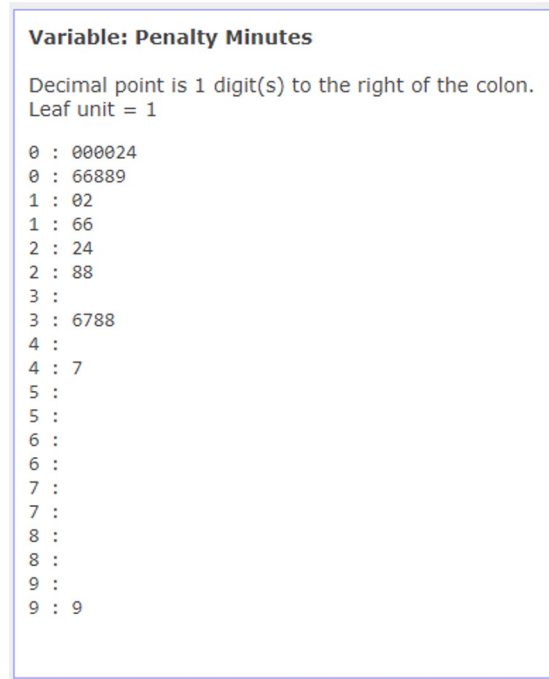 Variable: Penalty Minutes
Decimal point is 1 digit(s) to the right of the colon.
Leaf unit = 1
0 : 000024
0 : 66889
1 : 02
1 : 66
2 : 24
2 : 88
3 :
3 : 6788
4 :
4 : 7
5 :
5 :
6 :
6 :
7 :
7 :
8 :
8 :
9 :
9 : 9